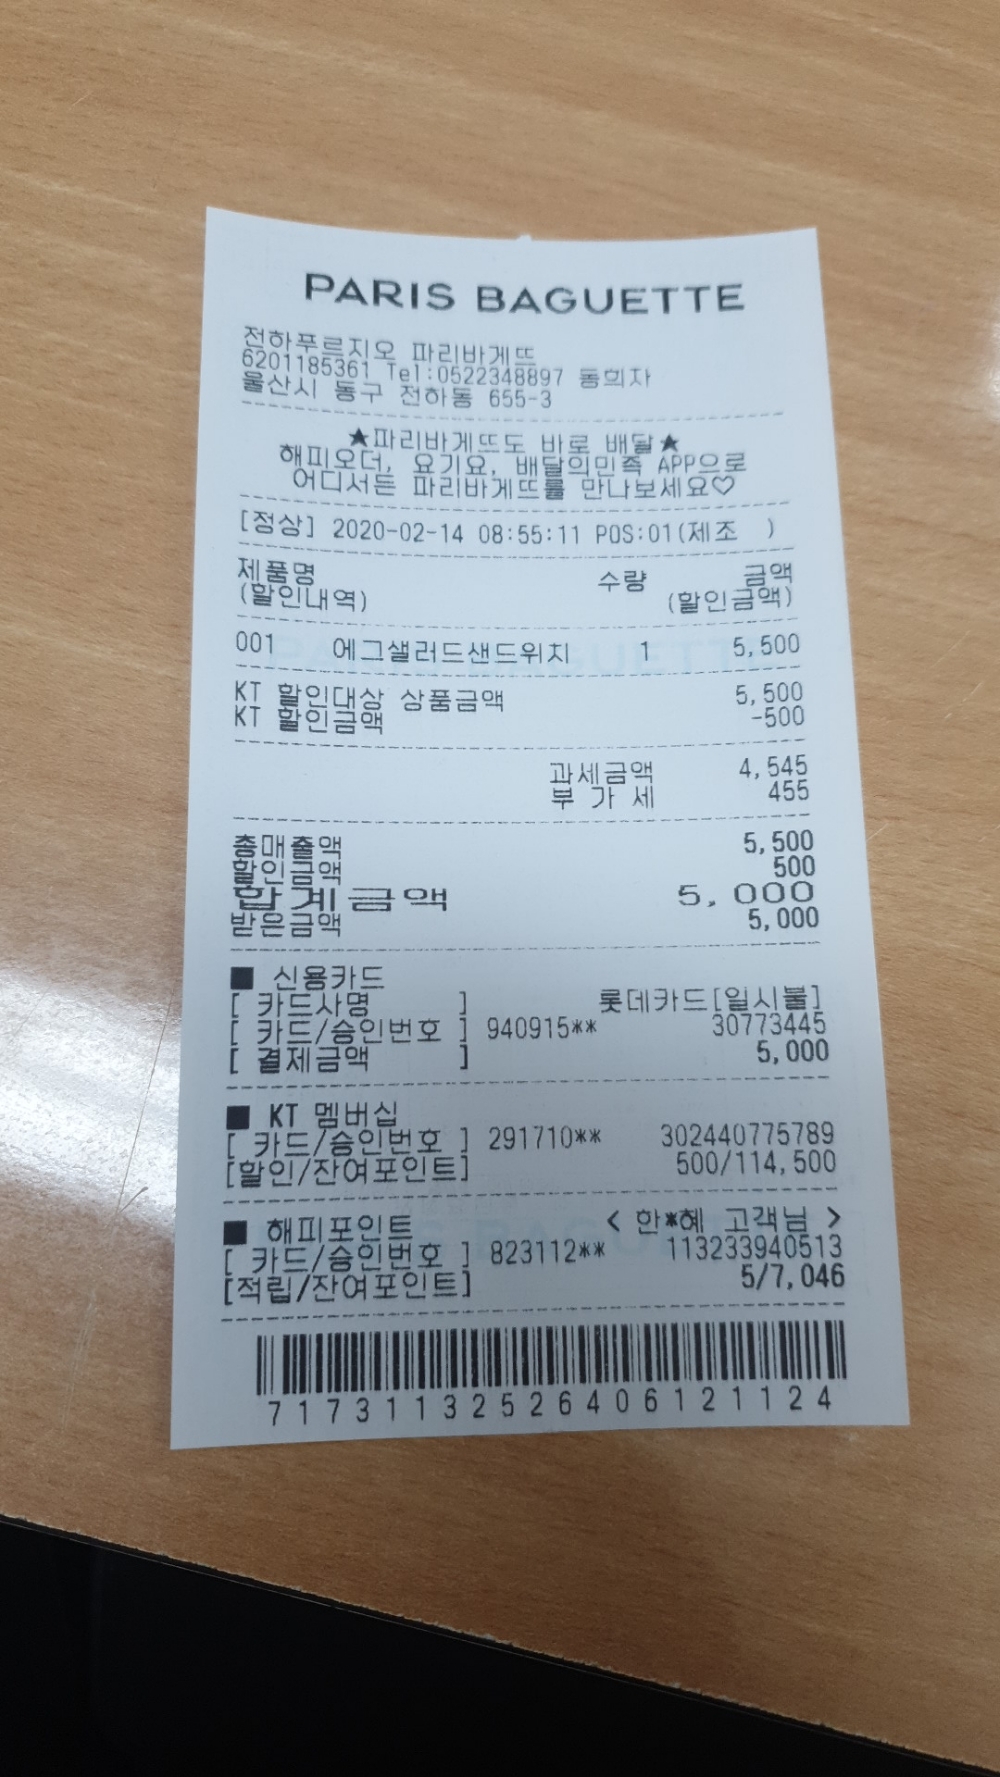 PARIS BAGUETTE
전하푸르지오 파리바게뜨
6201185361 Tel:0522348897 동희자
울산시 동구 전하동 655-3
★파리바게뜨도 바로 배달★
해피오더, 요기요, 배달의민족 APP으로
어디서든 파리바게뜨를 만나보세요♡
[정상] 2020-02-14 08:55:11 POS:01(제조 )
제품명 수량 금액
(할인내역) (할인금액)
001 에그샐러드샌드위치 1 5,500
KT 할인대상 상품금액 5,500
KT 할인금액 -500
과세금액 4,545
부 가 세 455
총매출액 5,500
할인금액 500
합계금액 5,000
받은금액 5,000
■ 신용카드
[ 카드사명 ] 롯데카드[일시불]
[ 카드/승인번호 ] 940915** 30773445
[ 결제금액 ] 5,000
■ KT 멤버십
[ 카드/승인번호 ] 291710** 302440775789
[할인/잔여포인트] 500/114,500
■ 해피포인트 < 한*혜 고객님 >
[ 카드/승인번호 ] 823112** 113233940513
[적립/잔여포인트] 5/7,046
71731132526406121124